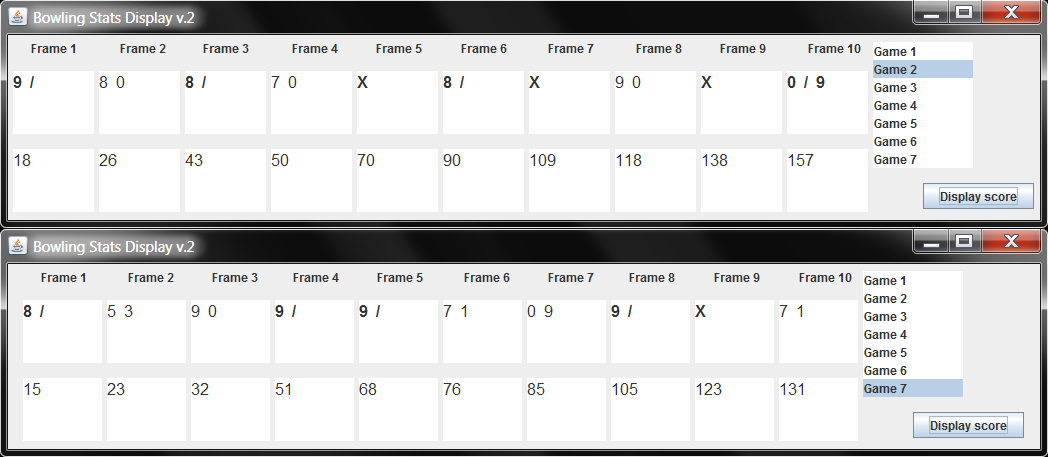 Bowling Stats Display v.2
Frame 1 Frame 2 Frame 3 Frame 4 Frame 5 Frame 6 Frame 7 Frame 8 Frame 9 Frame 10
9 / 8 0 8 / 7 0 X 8 / X 9 0 X 0 / 9
18 26 43 50 70 90 109 118 138 157
Game 1
Game 2
Game 3
Game 4
Game 5
Game 6
Game 7
Display score
Bowling Stats Display v.2
Frame 1 Frame 2 Frame 3 Frame 4 Frame 5 Frame 6 Frame 7 Frame 8 Frame 9 Frame 10
8 / 5 3 9 0 9 / 9 / 7 1 0 9 9 / X 7 1
15 23 32 51 68 76 85 105 123 131
Game 1
Game 2
Game 3
Game 4
Game 5
Game 6
Game 7
Display score